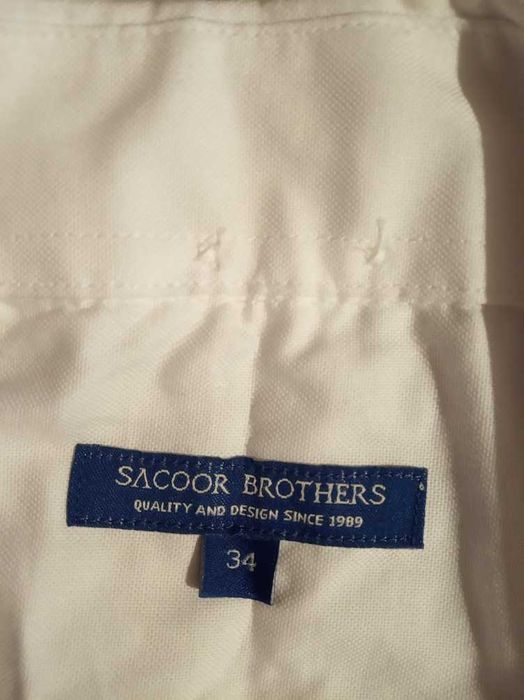 SACOOR BROTHERS
QUALITY AND DESIGN SINCE 1989
34